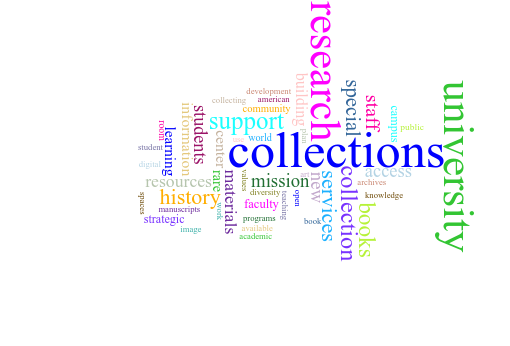 research
collections
university
support
mission
history
collection
services
books
special
staff
students
resources
materials
access
new
information
building
center
learning
campus
rare
faculty
strategic
community
world
american
development
collecting
public
room
student
digital
diversity
values
archives
knowledge
open
teaching
programs
book
available
academic
work
image
manuscripts
spaces
plan